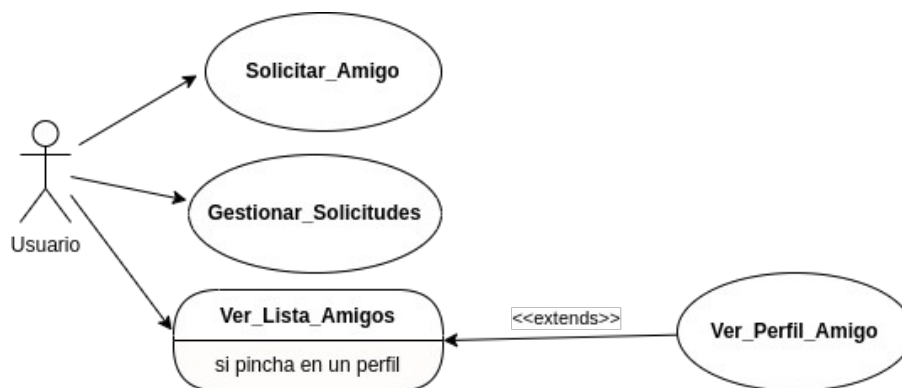 Solicitar_Amigo
Gestionar_Solicitudes
Usuario
Ver_Lista_Amigos
si pincha en un perfil
<<extends>>
Ver_Perfil_Amigo